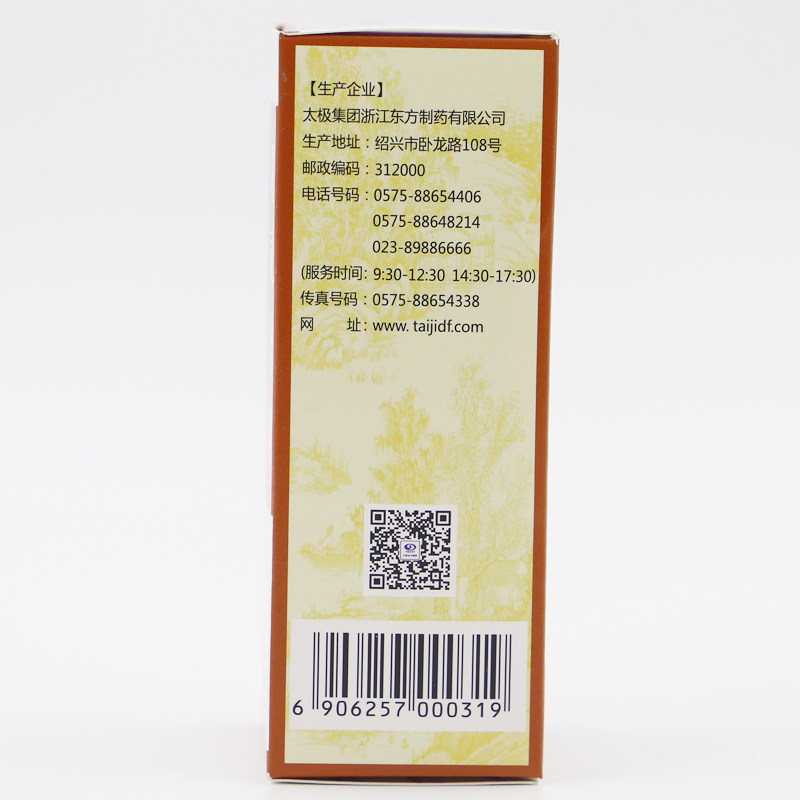 【生产企业】
太极集团浙江东方制药有限公司
生产地址：绍兴市卧龙路108号
邮政编码：312000
电话号码：0575-88654406
0575-88648214
023-89886666
(服务时间: 9:30-12:30 14:30-17:30)
传真号码：0575-88654338
网 址：www. taijidf.com
6 906257 000319